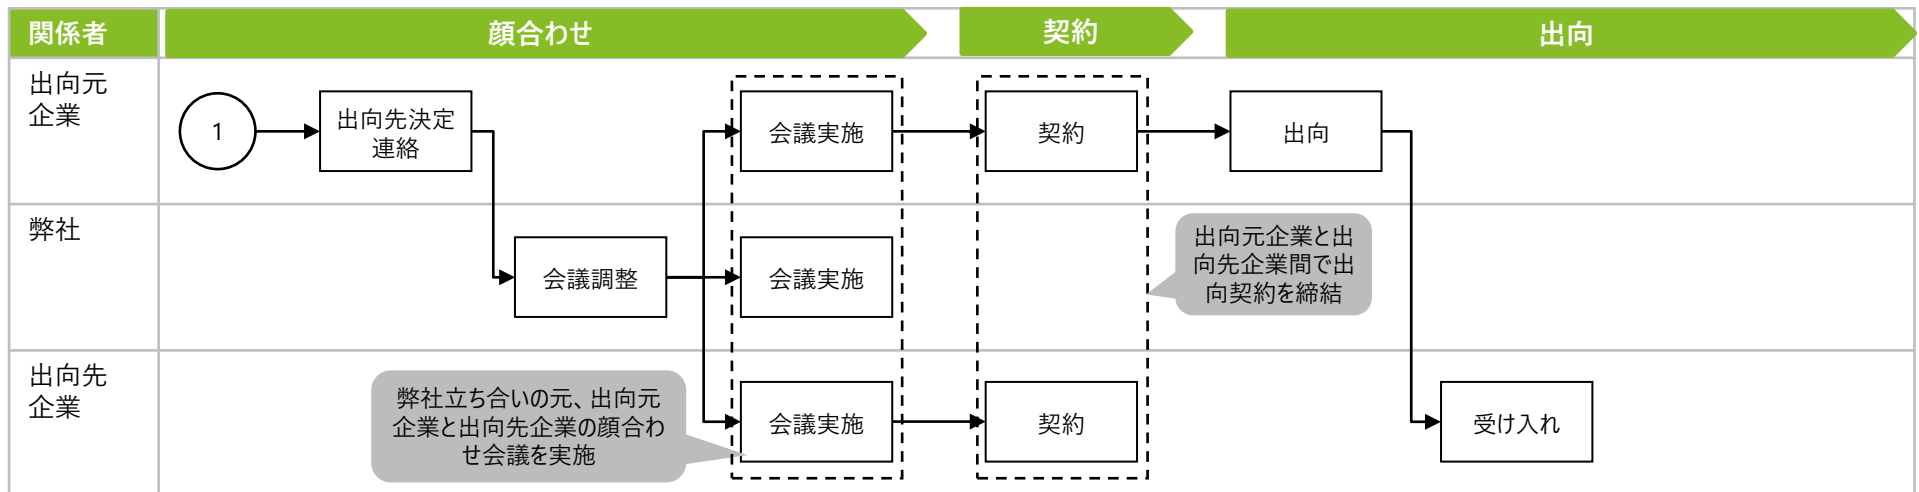 関係者
顔合わせ
契約
出向
出向元
企業
1
出向先決定
連絡
会議実施
契約
出向
弊社
会議調整
会議実施
出向元企業と出
向先企業間で出
向契約を締結
出向先
企業
弊社立ち合いの元、出向元
企業と出向先企業の顔合わ
せ会議を実施
会議実施
契約
受け入れ